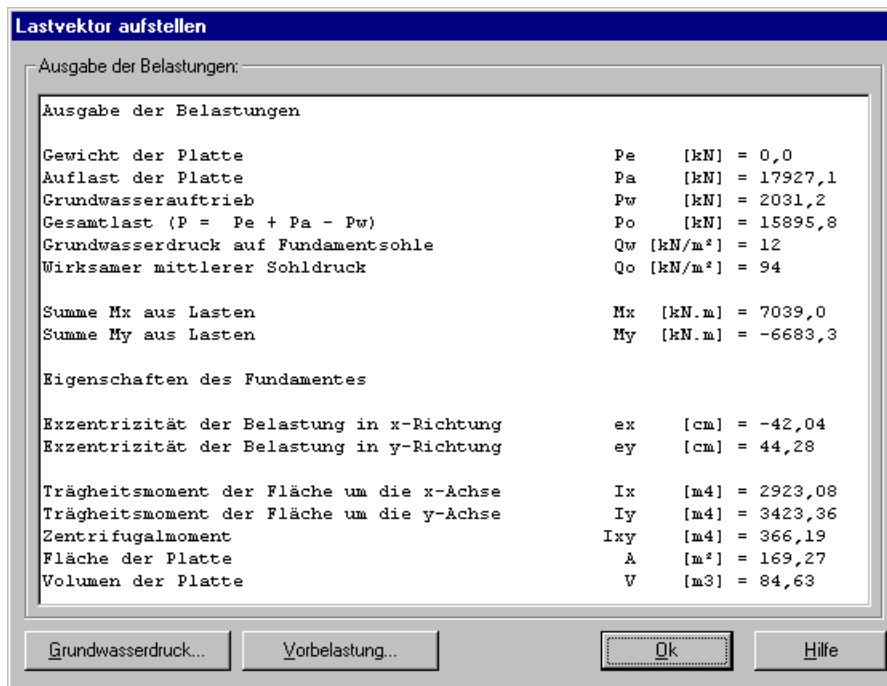 Lastvektor aufstellen
Ausgabe der Belastungen:
Ausgabe der Belastungen
Gewicht der Platte Pe [kN] = 0,0
Auflast der Platte Pa [kN] = 17927,1
Grundwasserauftrieb Pw [kN] = 2031,2
Gesamtlast (P = Pe + Pa - Pw) Po [kN] = 15895,8
Grundwasserdruck auf Fundamentsohle Qw [kN/m²] = 12
Wirksamer mittlerer Sohldruck Qo [kN/m²] = 94
Summe Mx aus Lasten Mx [kN.m] = 7039,0
Summe My aus Lasten My [kN.m] = -6683,3
Eigenschaften des Fundamentes
Exzentrizität der Belastung in x-Richtung ex [cm] = -42,04
Exzentrizität der Belastung in y-Richtung ey [cm] = 44,28
Trägheitsmoment der Fläche um die x-Achse Ix [m4] = 2923,08
Trägheitsmoment der Fläche um die y-Achse Iy [m4] = 3423,36
Zentrifugalmoment Ixy [m4] = 366,19
Fläche der Platte A [m²] = 169,27
Volumen der Platte V [m3] = 84,63
Grundwasserdruck... Vorbelastung... Ok Hilfe